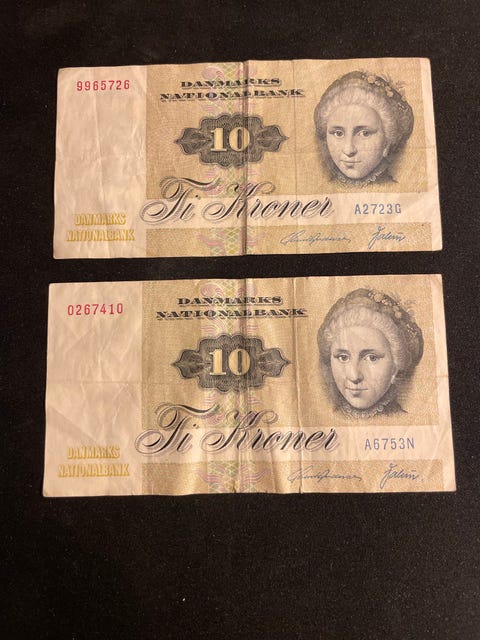 9965726
DANMARKS
NATIONALBANK
10
Ti Kroner
A2723G
DANMARKS
NATIONALBANK
0267410
DANMARKS
NATIONALBANK
10
Ti Kroner
A6753N
DANMARKS
NATIONALBANK